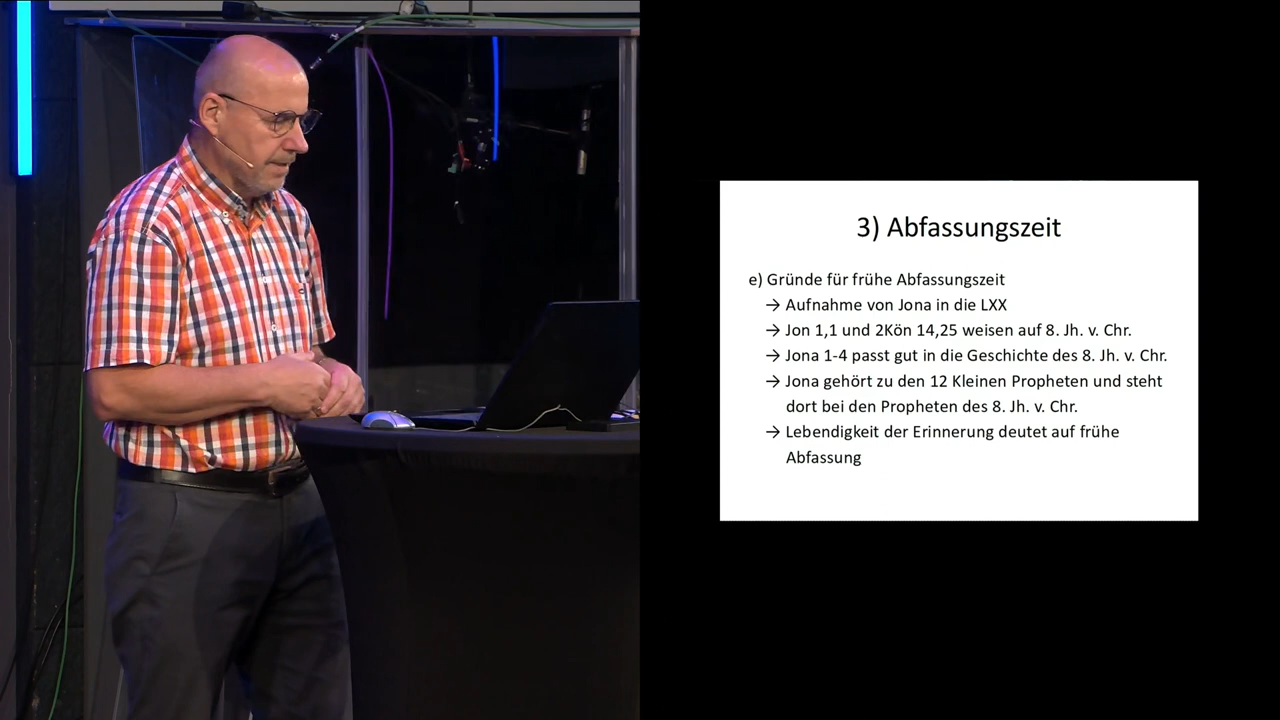 3) Abfassungszeit
e) Gründe für frühe Abfassungszeit
→ Aufnahme von Jona in die LXX
→ Jon 1,1 und 2Kön 14,25 weisen auf 8. Jh. v. Chr.
→ Jona 1-4 passt gut in die Geschichte des 8. Jh. v. Chr.
→ Jona gehört zu den 12 Kleinen Propheten und steht
dort bei den Propheten des 8. Jh. v. Chr.
→ Lebendigkeit der Erinnerung deutet auf frühe
Abfassung